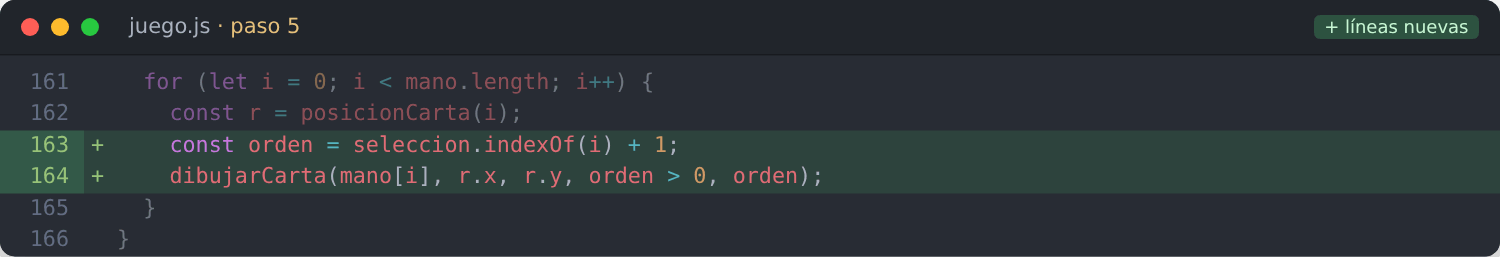 juego.js · paso 5
+ líneas nuevas
161 for (let i = 0; i < mano.length; i++) {
162 const r = posicionCarta(i);
163 + const orden = seleccion.indexOf(i) + 1;
164 + dibujarCarta(mano[i], r.x, r.y, orden > 0, orden);
165 }
166 }